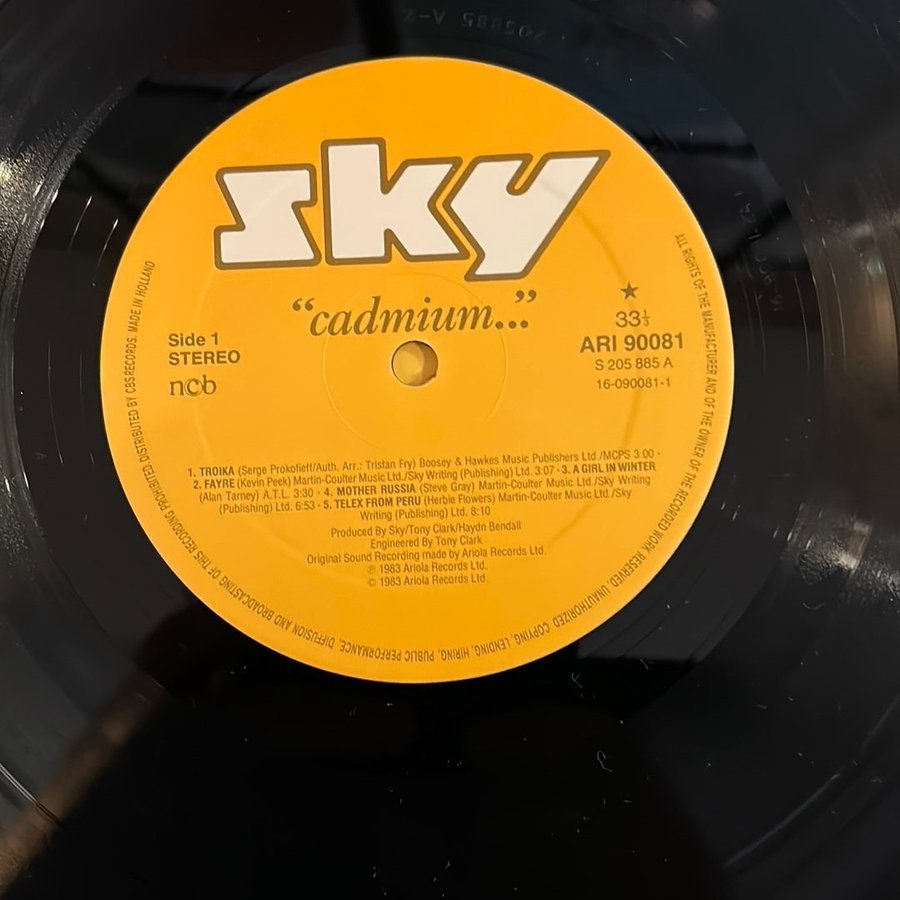 sky
“cadmium...”
Side 1
STEREO
ncb
★
33⅓
ARI 90081
S 205 885 A
16-090081-1
1. TROIKA (Serge Prokofieff/Auth. Arr.: Tristan Fry) Boosey & Hawkes Music Publishers Ltd./MCPS 3:00 ·
2. FAYRE (Kevin Peek) Martin-Coulter Music Ltd./Sky Writing (Publishing) Ltd. 3:07 · 3. A GIRL IN WINTER
(Alan Tarney) A.T.L. 3:30 · 4. MOTHER RUSSIA (Steve Gray) Martin-Coulter Music Ltd./Sky Writing
(Publishing) Ltd. 6:53 · 5. TELEX FROM PERU (Herbie Flowers) Martin-Coulter Music Ltd./Sky
Writing (Publishing) Ltd. 8:10
Produced By Sky/Tony Clark/Haydn Bendall
Engineered By Tony Clark
Original Sound Recording made by Ariola Records Ltd.
℗ 1983 Ariola Records Ltd.
© 1983 Ariola Records Ltd.
ALL RIGHTS OF THE MANUFACTURER AND OF THE OWNER OF THE RECORDED WORK RESERVED. UNAUTHORIZED COPYING, LENDING, HIRING, PUBLIC PERFORMANCE, DIFFUSION AND BROADCASTING OF THIS RECORDING PROHIBITED. DISTRIBUTED BY CBS RECORDS. MADE IN HOLLAND